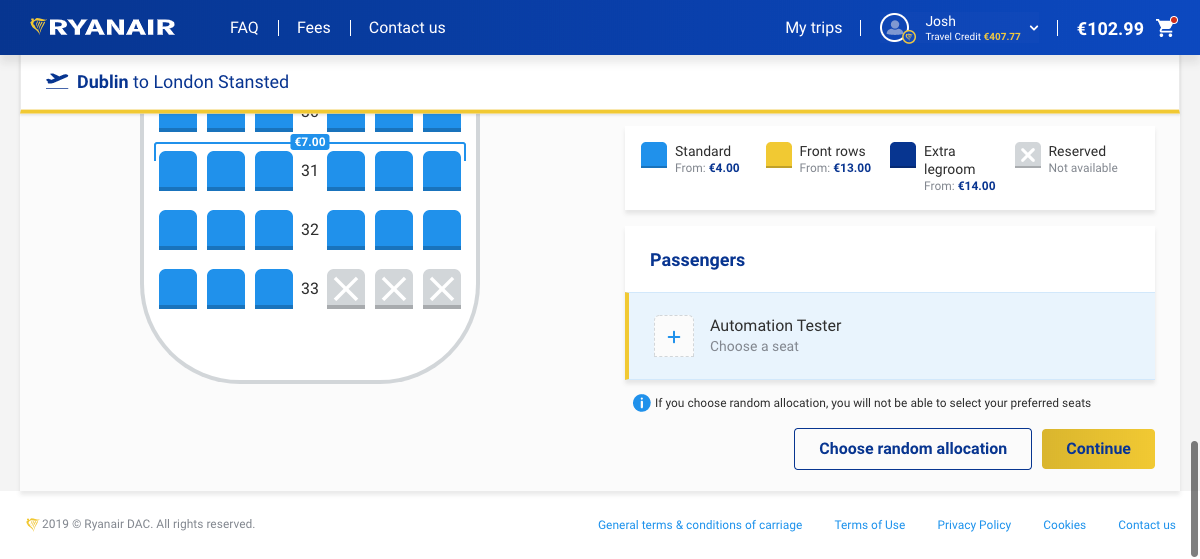 RYANAIR
FAQ
Fees
Contact us
My trips
Josh
Travel Credit €407.77
€102.99
Dublin to London Stansted
€7.00
31
32
33
Standard
From: €4.00
Front rows
From: €13.00
Extra
legroom
From: €14.00
Reserved
Not available
Passengers
Automation Tester
Choose a seat
If you choose random allocation, you will not be able to select your preferred seats
Choose random allocation
Continue
2019 © Ryanair DAC. All rights reserved.
General terms & conditions of carriage
Terms of Use
Privacy Policy
Cookies
Contact us